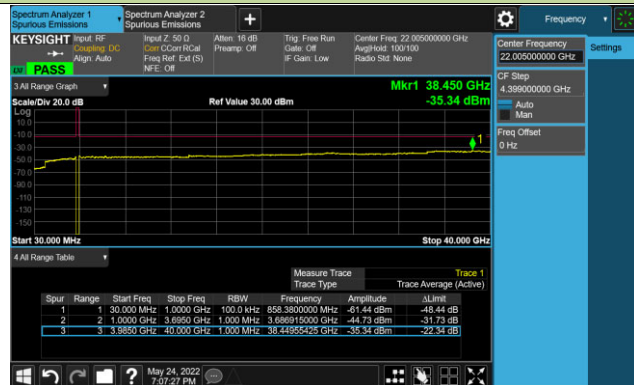 Spectrum Analyzer 1
Spurious Emissions
Spectrum Analyzer 2
Spurious Emissions
Frequency
KEYSIGHT
Input: RF
Coupling: DC
Align: Auto
Input Z: 50 Ω
Corr CCorr RCal
Freq Ref: Ext (S)
NFE: Off
Atten: 16 dB
Preamp: Off
Trig: Free Run
Gate: Off
IF Gain: Low
Center Freq: 22.005000000 GHz
Avg|Hold: 100/100
Radio Std: None
PASS
Center Frequency
22.005000000 GHz
Settings
CF Step
4.399000000 GHz
Auto
Man
Freq Offset
0 Hz
3 All Range Graph
Mkr1 38.450 GHz
-35.34 dBm
Scale/Div 20.0 dB
Ref Value 30.00 dBm
Log
10.0
-10.0
-30.0
-50.0
-70.0
-90.0
-110
-130
-150
1
Start 30.000 MHz
Stop 40.000 GHz
4 All Range Table
Measure Trace Trace 1
Trace Type Trace Average (Active)
Spur Range Start Freq Stop Freq RBW Frequency Amplitude ΔLimit
1 1 30.000 MHz 1.0000 GHz 100.0 kHz 858.3800000 MHz -61.44 dBm -48.44 dB
2 2 1.0000 GHz 3.6950 GHz 1.000 MHz 3.686915000 GHz -44.73 dBm -31.73 dB
3 3 3.9850 GHz 40.000 GHz 1.000 MHz 38.44955425 GHz -35.34 dBm -22.34 dB
May 24, 2022
7:07:27 PM